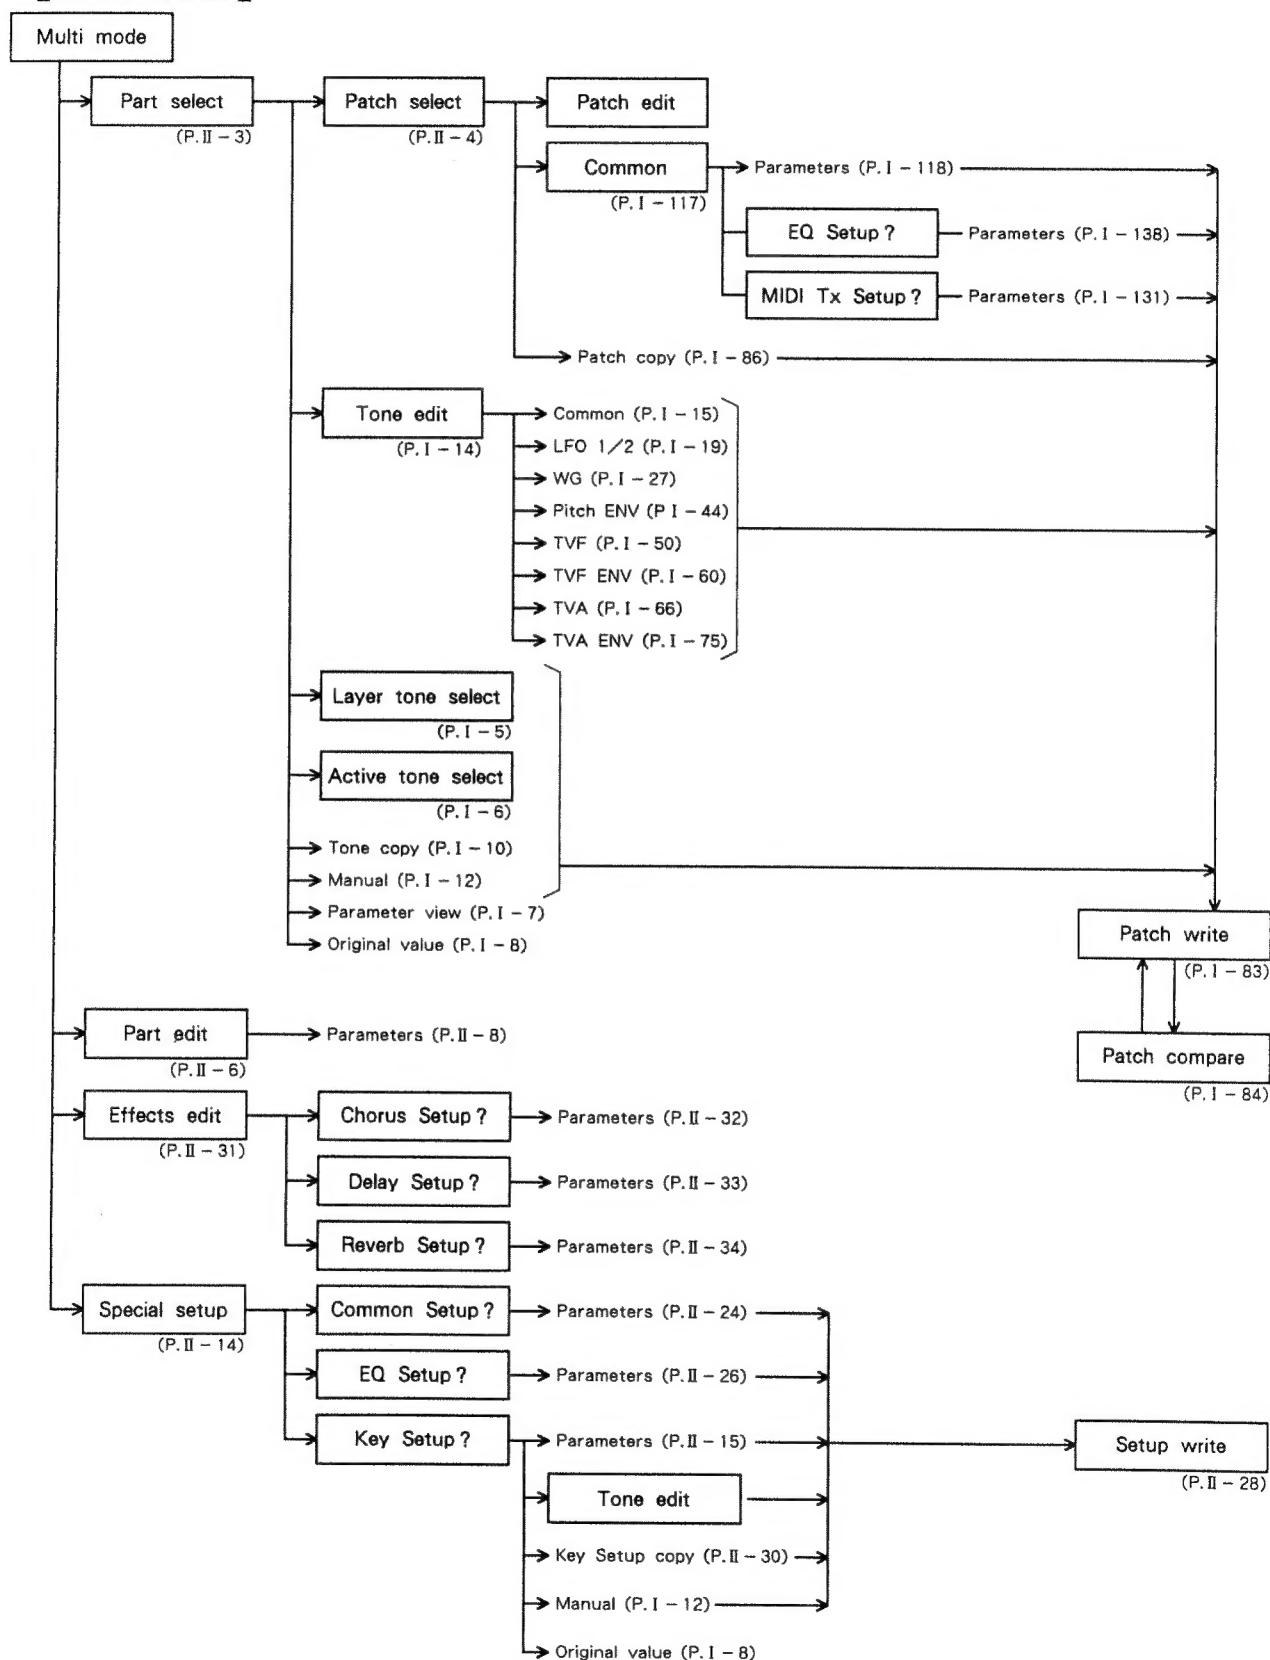 Multi mode
Part select
(P. II – 3)
Patch select
(P. II – 4)
Patch edit
Common
(P. I – 117)
Parameters (P. I – 118)
EQ Setup ?
Parameters (P. I – 138)
MIDI Tx Setup ?
Parameters (P. I – 131)
Patch copy (P. I – 86)
Tone edit
(P. I – 14)
Common (P. I – 15)
LFO 1/2 (P. I – 19)
WG (P. I – 27)
Pitch ENV (P I – 44)
TVF (P. I – 50)
TVF ENV (P. I – 60)
TVA (P. I – 66)
TVA ENV (P. I – 75)
Layer tone select
(P. I – 5)
Active tone select
(P. I – 6)
Tone copy (P. I – 10)
Manual (P. I – 12)
Parameter view (P. I – 7)
Original value (P. I – 8)
Patch write
(P. I – 83)
Patch compare
(P. I – 84)
Part edit
(P. II – 6)
Parameters (P. II – 8)
Effects edit
(P. II – 31)
Chorus Setup ?
Parameters (P. II – 32)
Delay Setup ?
Parameters (P. II – 33)
Reverb Setup ?
Parameters (P. II – 34)
Special setup
(P. II – 14)
Common Setup ?
Parameters (P. II – 24)
EQ Setup ?
Parameters (P. II – 26)
Key Setup ?
Parameters (P. II – 15)
Tone edit
Key Setup copy (P. II – 30)
Manual (P. I – 12)
Original value (P. I – 8)
Setup write
(P. II – 28)